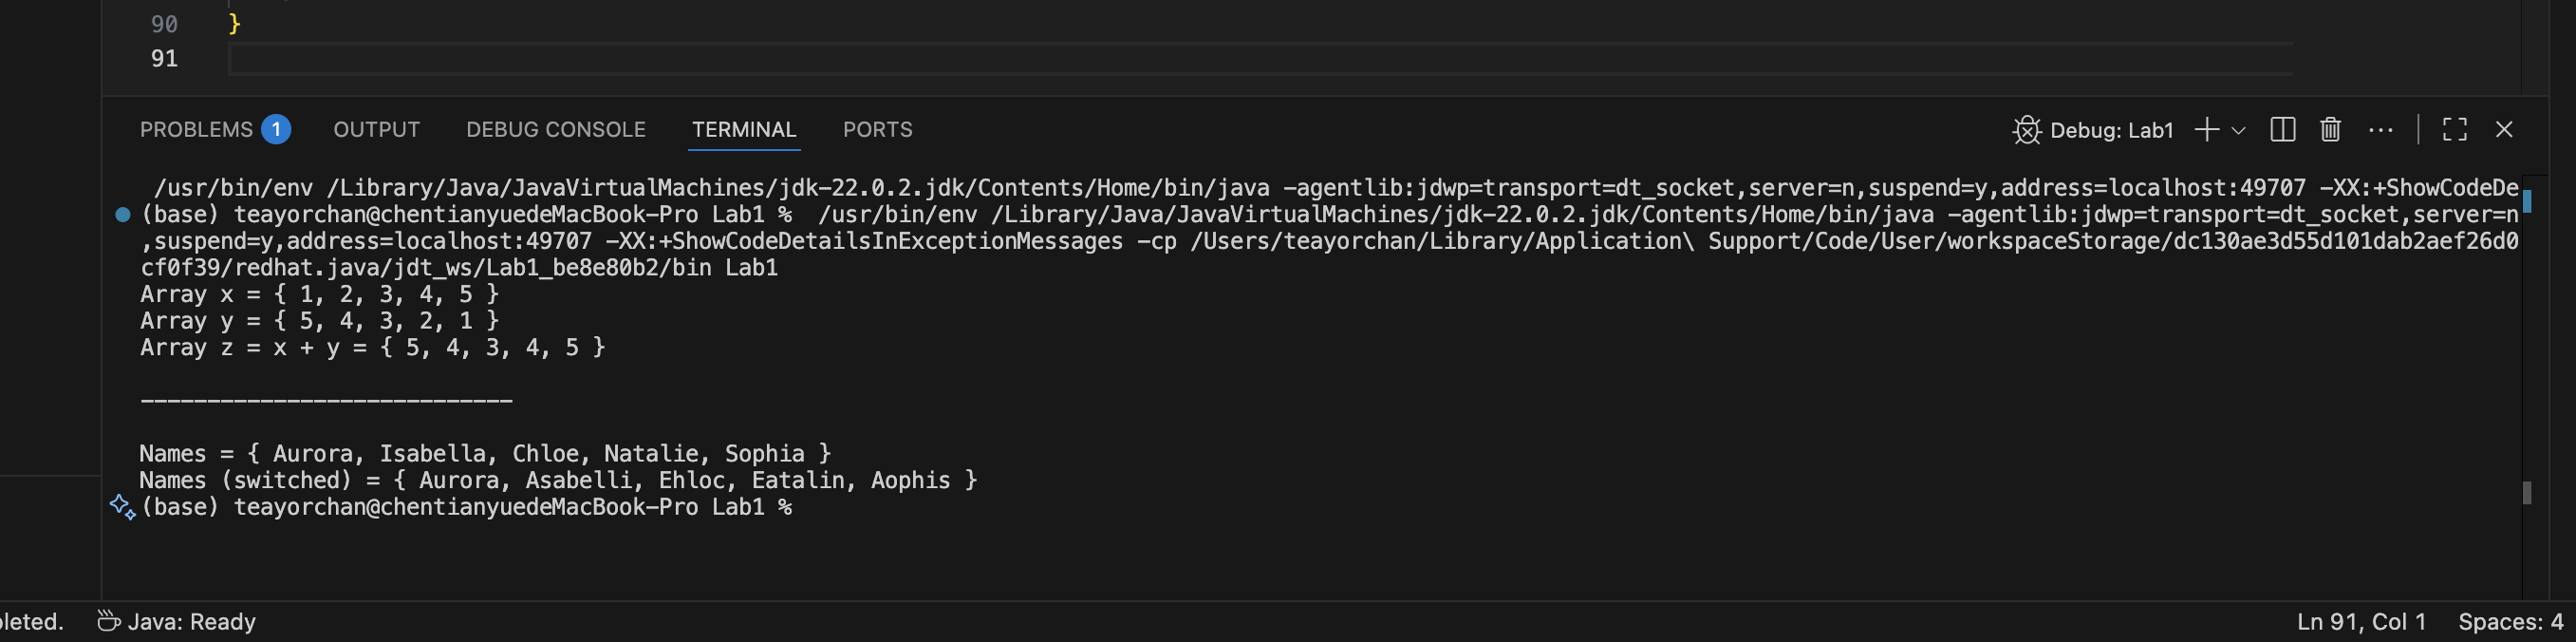 90 }
91
PROBLEMS 1 OUTPUT DEBUG CONSOLE TERMINAL PORTS Debug: Lab1
/usr/bin/env /Library/Java/JavaVirtualMachines/jdk-22.0.2.jdk/Contents/Home/bin/java -agentlib:jdwp=transport=dt_socket,server=n,suspend=y,address=localhost:49707 -XX:+ShowCodeDe
(base) teayorchan@chentianyuedeMacBook-Pro Lab1 %  /usr/bin/env /Library/Java/JavaVirtualMachines/jdk-22.0.2.jdk/Contents/Home/bin/java -agentlib:jdwp=transport=dt_socket,server=n
,suspend=y,address=localhost:49707 -XX:+ShowCodeDetailsInExceptionMessages -cp /Users/teayorchan/Library/Application\ Support/Code/User/workspaceStorage/dc130ae3d55d101dab2aef26d0
cf0f39/redhat.java/jdt_ws/Lab1_be8e80b2/bin Lab1
Array x = { 1, 2, 3, 4, 5 }
Array y = { 5, 4, 3, 2, 1 }
Array z = x + y = { 5, 4, 3, 4, 5 }
----------------------------
Names = { Aurora, Isabella, Chloe, Natalie, Sophia }
Names (switched) = { Aurora, Asabelli, Ehloc, Eatalin, Aophis }
(base) teayorchan@chentianyuedeMacBook-Pro Lab1 %
leted. Java: Ready Ln 91, Col 1 Spaces: 4